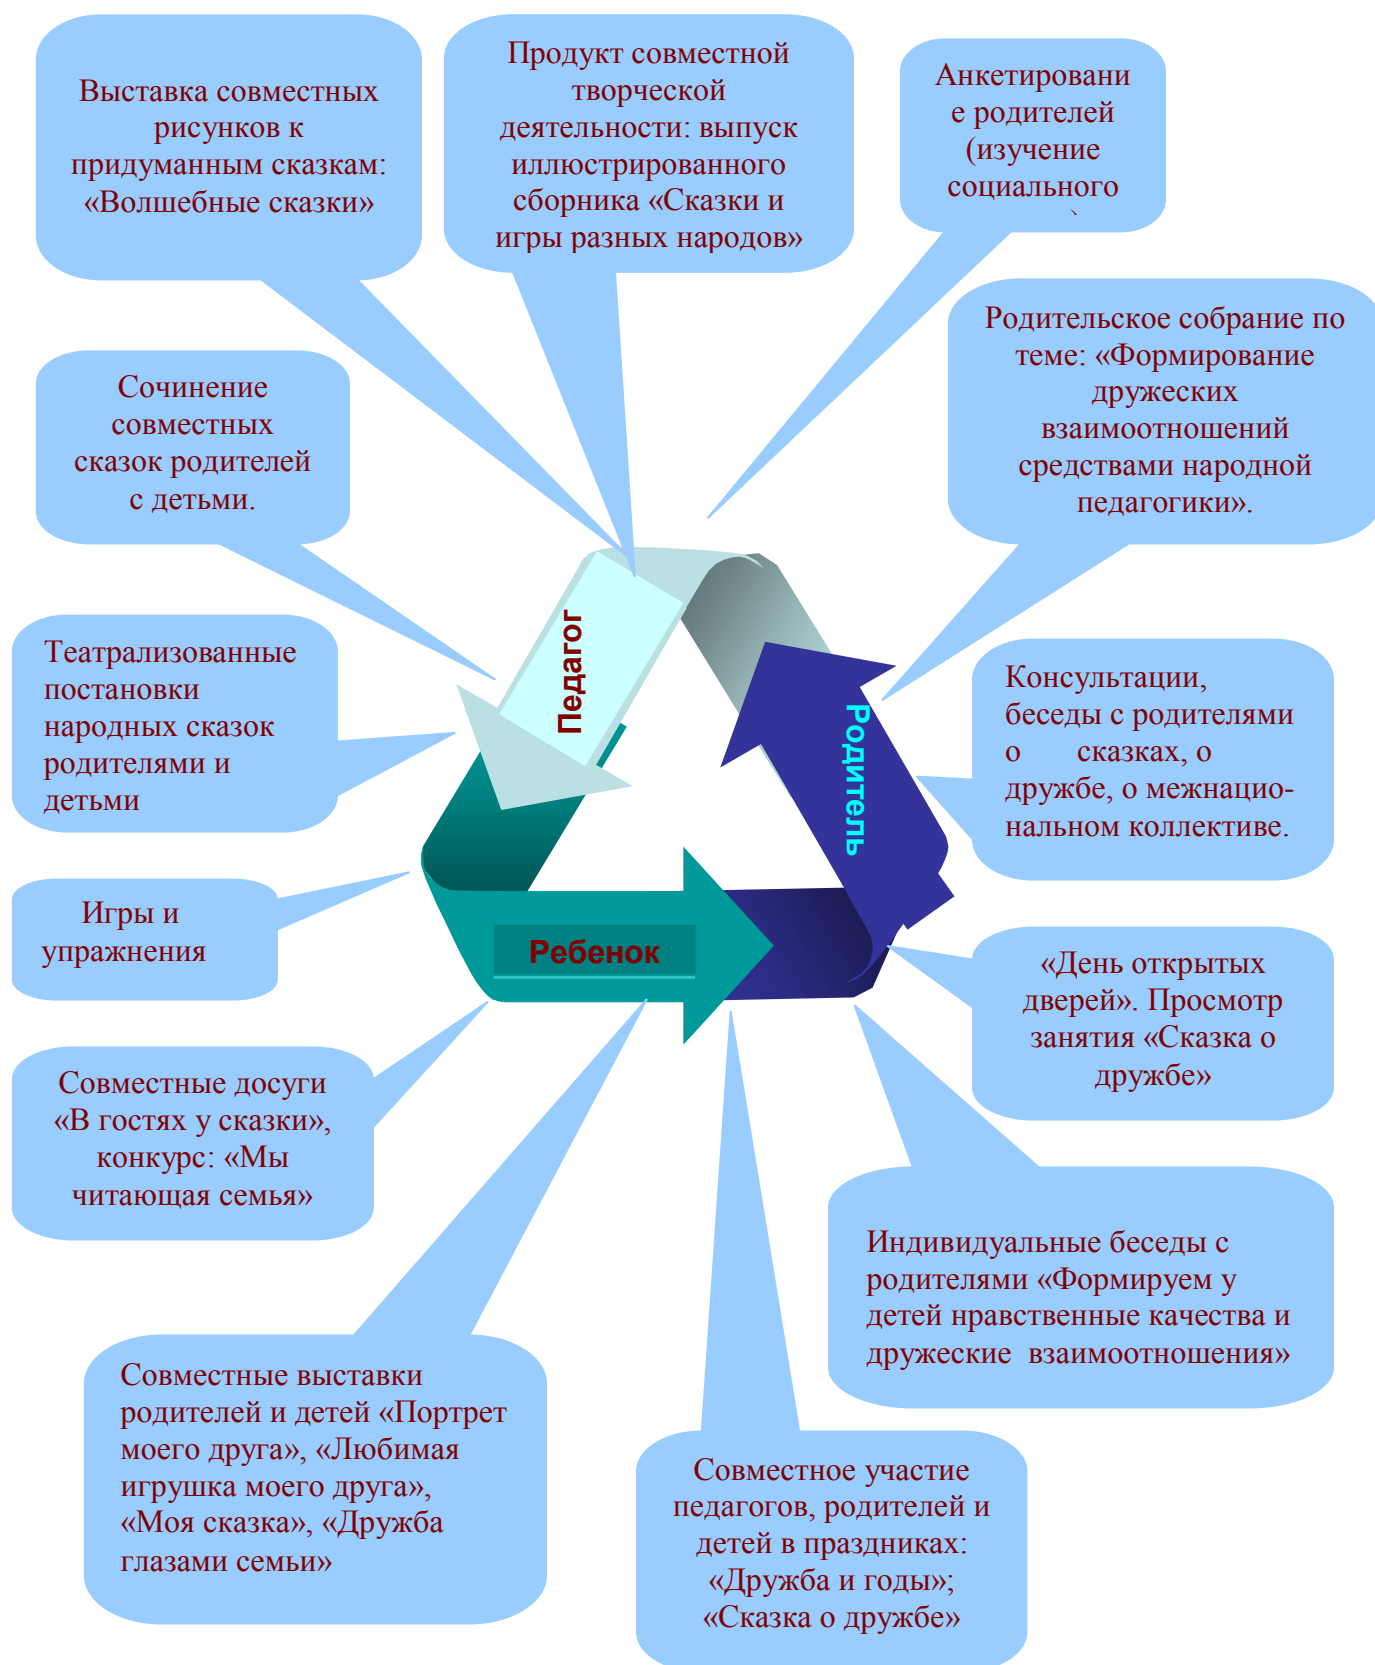 Выставка совместных
рисунков к
придуманным сказкам:
«Волшебные сказки»
Продукт совместной
творческой
деятельности: выпуск
иллюстрированного
сборника «Сказки и
игры разных народов»
Анкетировани
е родителей
(изучение
социального
Родительское собрание по
теме: «Формирование
дружеских
взаимоотношений
средствами народной
педагогики».
Сочинение
совместных
сказок родителей
с детьми.
Педагог
Родитель
Ребенок
Театрализованные
постановки
народных сказок
родителями и
детьми
Консультации,
беседы с родителями
о сказках, о
дружбе, о межнацио-
нальном коллективе.
Игры и
упражнения
«День открытых
дверей». Просмотр
занятия «Сказка о
дружбе»
Совместные досуги
«В гостях у сказки»,
конкурс: «Мы
читающая семья»
Индивидуальные беседы с
родителями «Формируем у
детей нравственные качества и
дружеские взаимоотношения»
Совместные выставки
родителей и детей «Портрет
моего друга», «Любимая
игрушка моего друга»,
«Моя сказка», «Дружба
глазами семьи»
Совместное участие
педагогов, родителей и
детей в праздниках:
«Дружба и годы»;
«Сказка о дружбе»